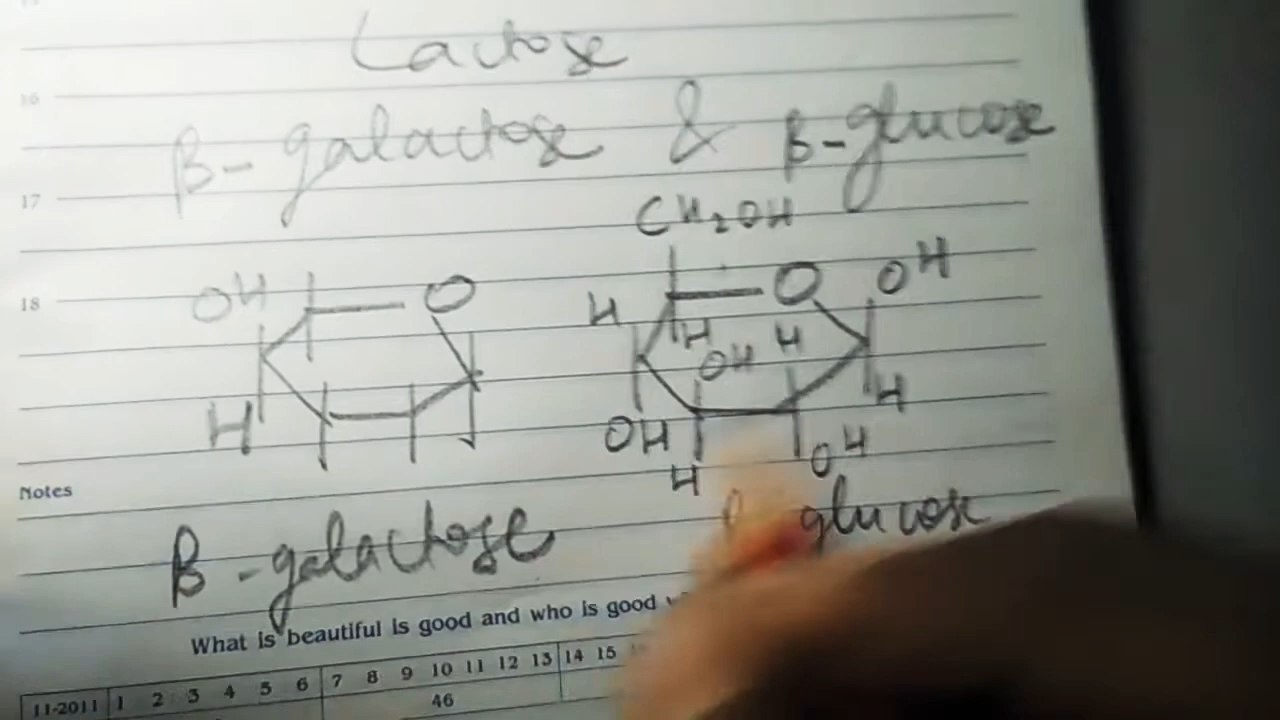 Lactose
16
β-galactose & β-glucose
17
CH₂OH
18
OH O H O OH
H OH H
H OH H
H OH
Notes
β-galactose glucose
What is beautiful is good and who is good
11-2011 1 2 3 4 5 6 7 8 9 10 11 12 13 14 15
46